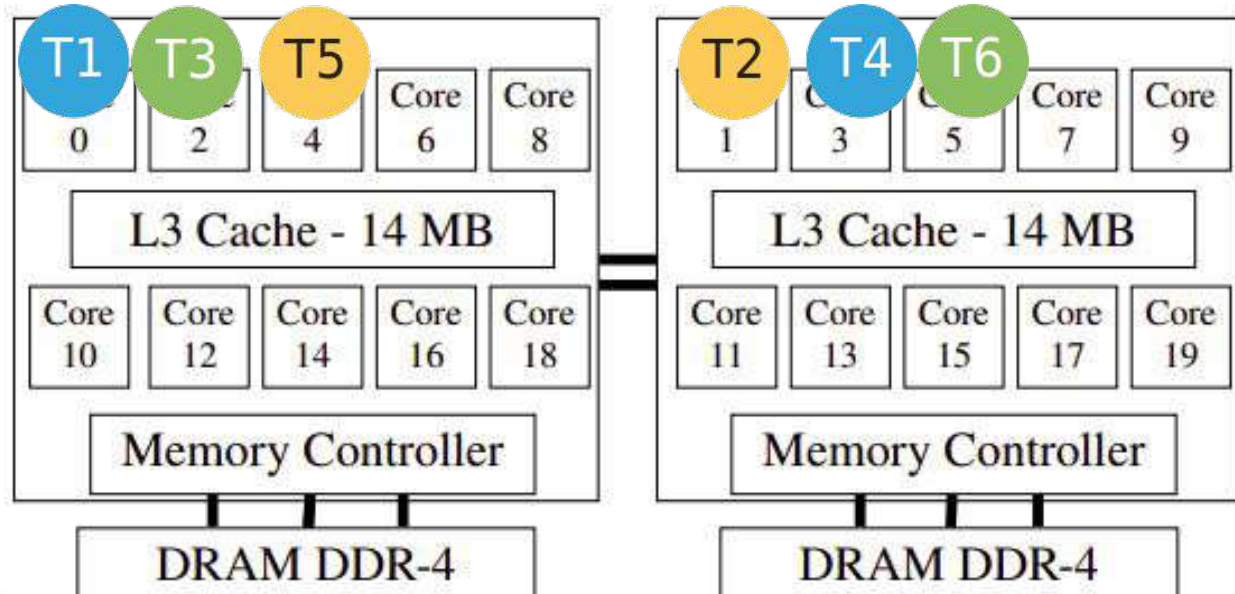 T1 T3 T5 T2 T4 T6
Core Core Core Core
0 2 4 6 8 1 3 5 7 9
L3 Cache - 14 MB L3 Cache - 14 MB
Core Core Core Core Core Core Core Core Core Core
10 12 14 16 18 11 13 15 17 19
Memory Controller Memory Controller
DRAM DDR-4 DRAM DDR-4